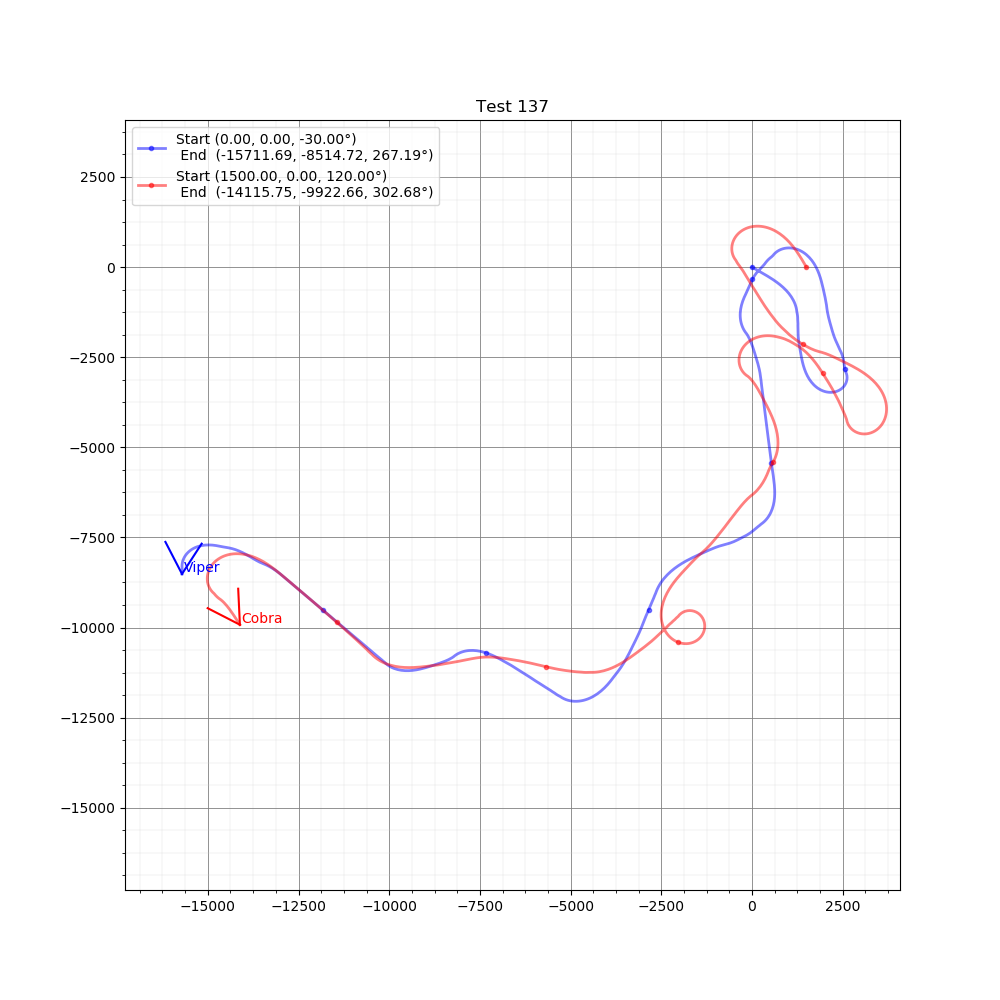 Test 137
Start (0.00, 0.00, -30.00°)
End  (-15711.69, -8514.72, 267.19°)
Start (1500.00, 0.00, 120.00°)
End  (-14115.75, -9922.66, 302.68°)
2500
0
−2500
−5000
−7500
−10000
−12500
−15000
Viper
Cobra
−15000 −12500 −10000 −7500 −5000 −2500 0 2500